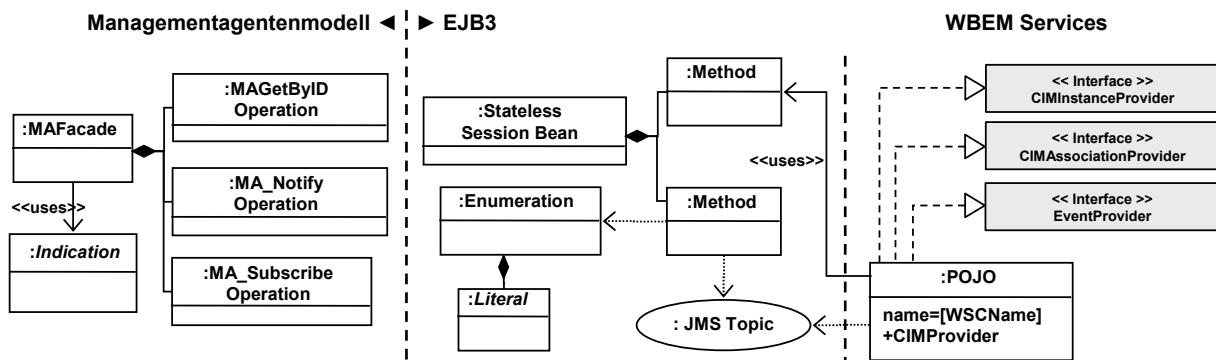 Managementagentenmodell ◄ ► EJB3 WBEM Services
:MAFacade
<<uses>>
:Indication
:MAGetByID
Operation
:MA_Notify
Operation
:MA_Subscribe
Operation
:Stateless
Session Bean
:Enumeration
:Literal
:Method
:Method
: JMS Topic
<<uses>>
<< Interface >>
CIMInstanceProvider
<< Interface >>
CIMAssociationProvider
<< Interface >>
EventProvider
:POJO
name=[WSCName]
+CIMProvider